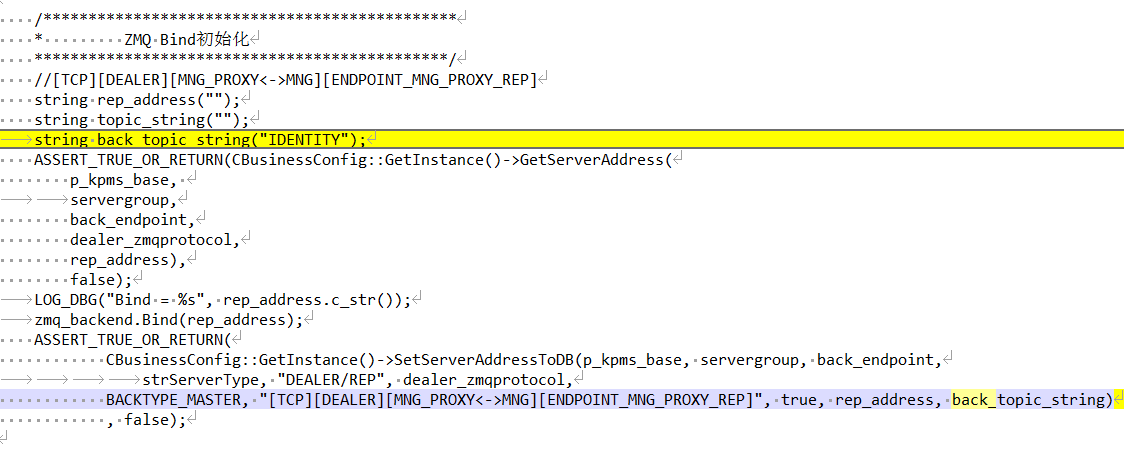 /**********************************************
* ZMQ Bind初始化
**********************************************/
//[TCP][DEALER][MNG_PROXY<->MNG][ENDPOINT_MNG_PROXY_REP]
string rep_address("");
string topic_string("");
string back_topic_string("IDENTITY");
ASSERT_TRUE_OR_RETURN(CBusinessConfig::GetInstance()->GetServerAddress(
p_kpms_base,
servergroup,
back_endpoint,
dealer_zmqprotocol,
rep_address),
false);
LOG_DBG("Bind = %s", rep_address.c_str());
zmq_backend.Bind(rep_address);
ASSERT_TRUE_OR_RETURN(
CBusinessConfig::GetInstance()->SetServerAddressToDB(p_kpms_base, servergroup, back_endpoint,
strServerType, "DEALER/REP", dealer_zmqprotocol,
BACKTYPE_MASTER, "[TCP][DEALER][MNG_PROXY<->MNG][ENDPOINT_MNG_PROXY_REP]", true, rep_address, back_topic_string)
, false);